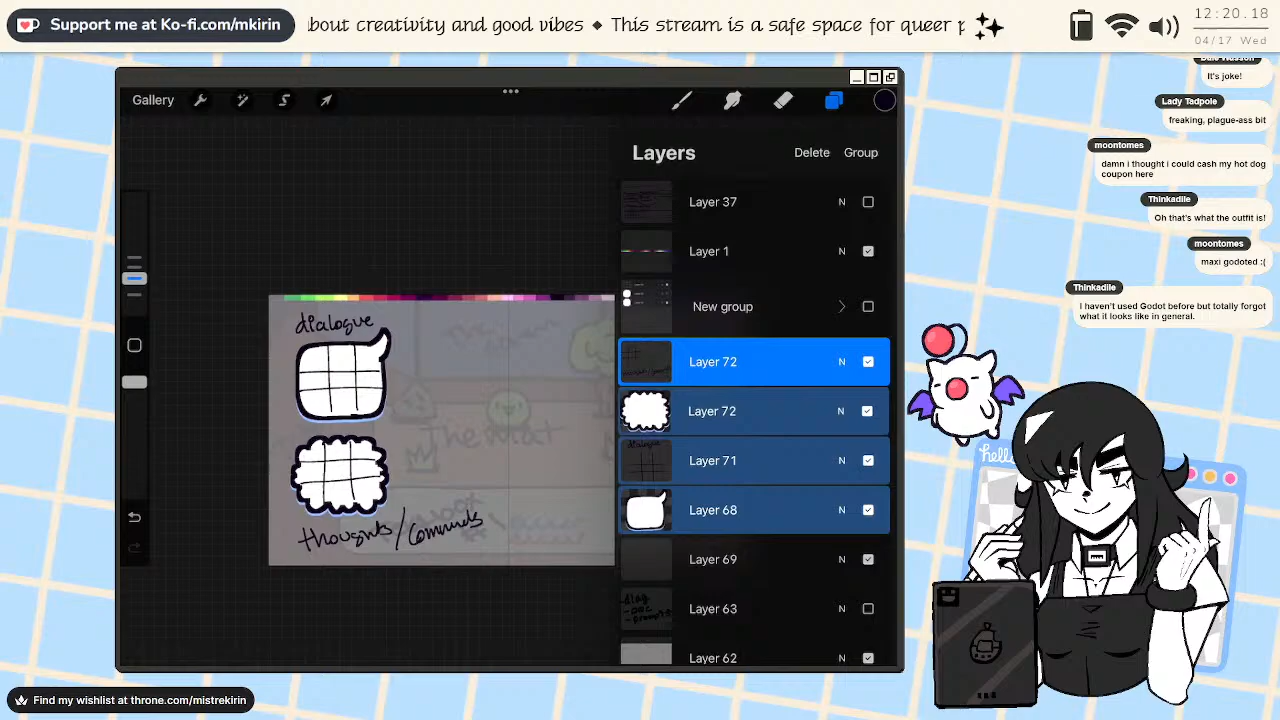 Support me at Ko-fi.com/mkirin
about creativity and good vibes ◆ This stream is a safe space for queer p
12:20.18
04/17 Wed
Gallery
Layers
Delete
Group
Layer 37
N
Layer 1
N
New group
Layer 72
N
Layer 72
N
Layer 71
N
Layer 68
N
Layer 69
N
Layer 63
N
Layer 62
N
dialogue
thoughts/
dialogue
It's joke!
Lady Tadpole
freaking, plague-ass bit
moontomes
damn i thought i could cash my hot dog
coupon here
Thinkadile
Oh that's what the outfit is!
moontomes
maxi godoted :(
Thinkadile
I haven't used Godot before but totally forgot
what it looks like in general.
Find my wishlist at throne.com/mistrekirin